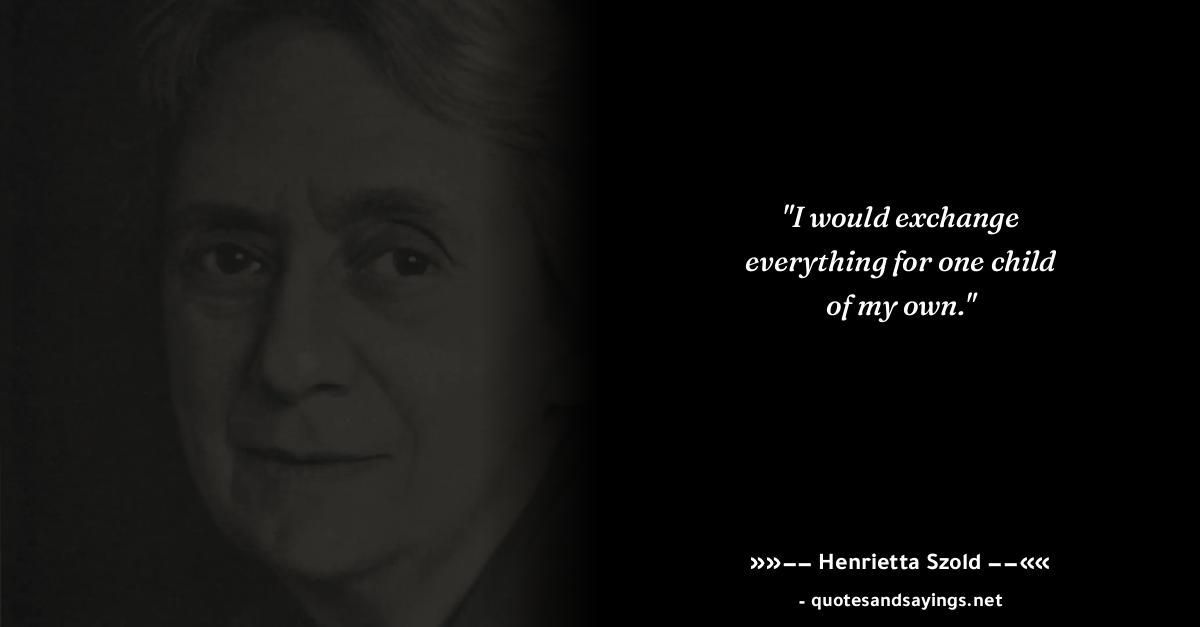 "I would exchange
everything for one child
of my own."
»»–– Henrietta Szold ––««
- quotesandsayings.net